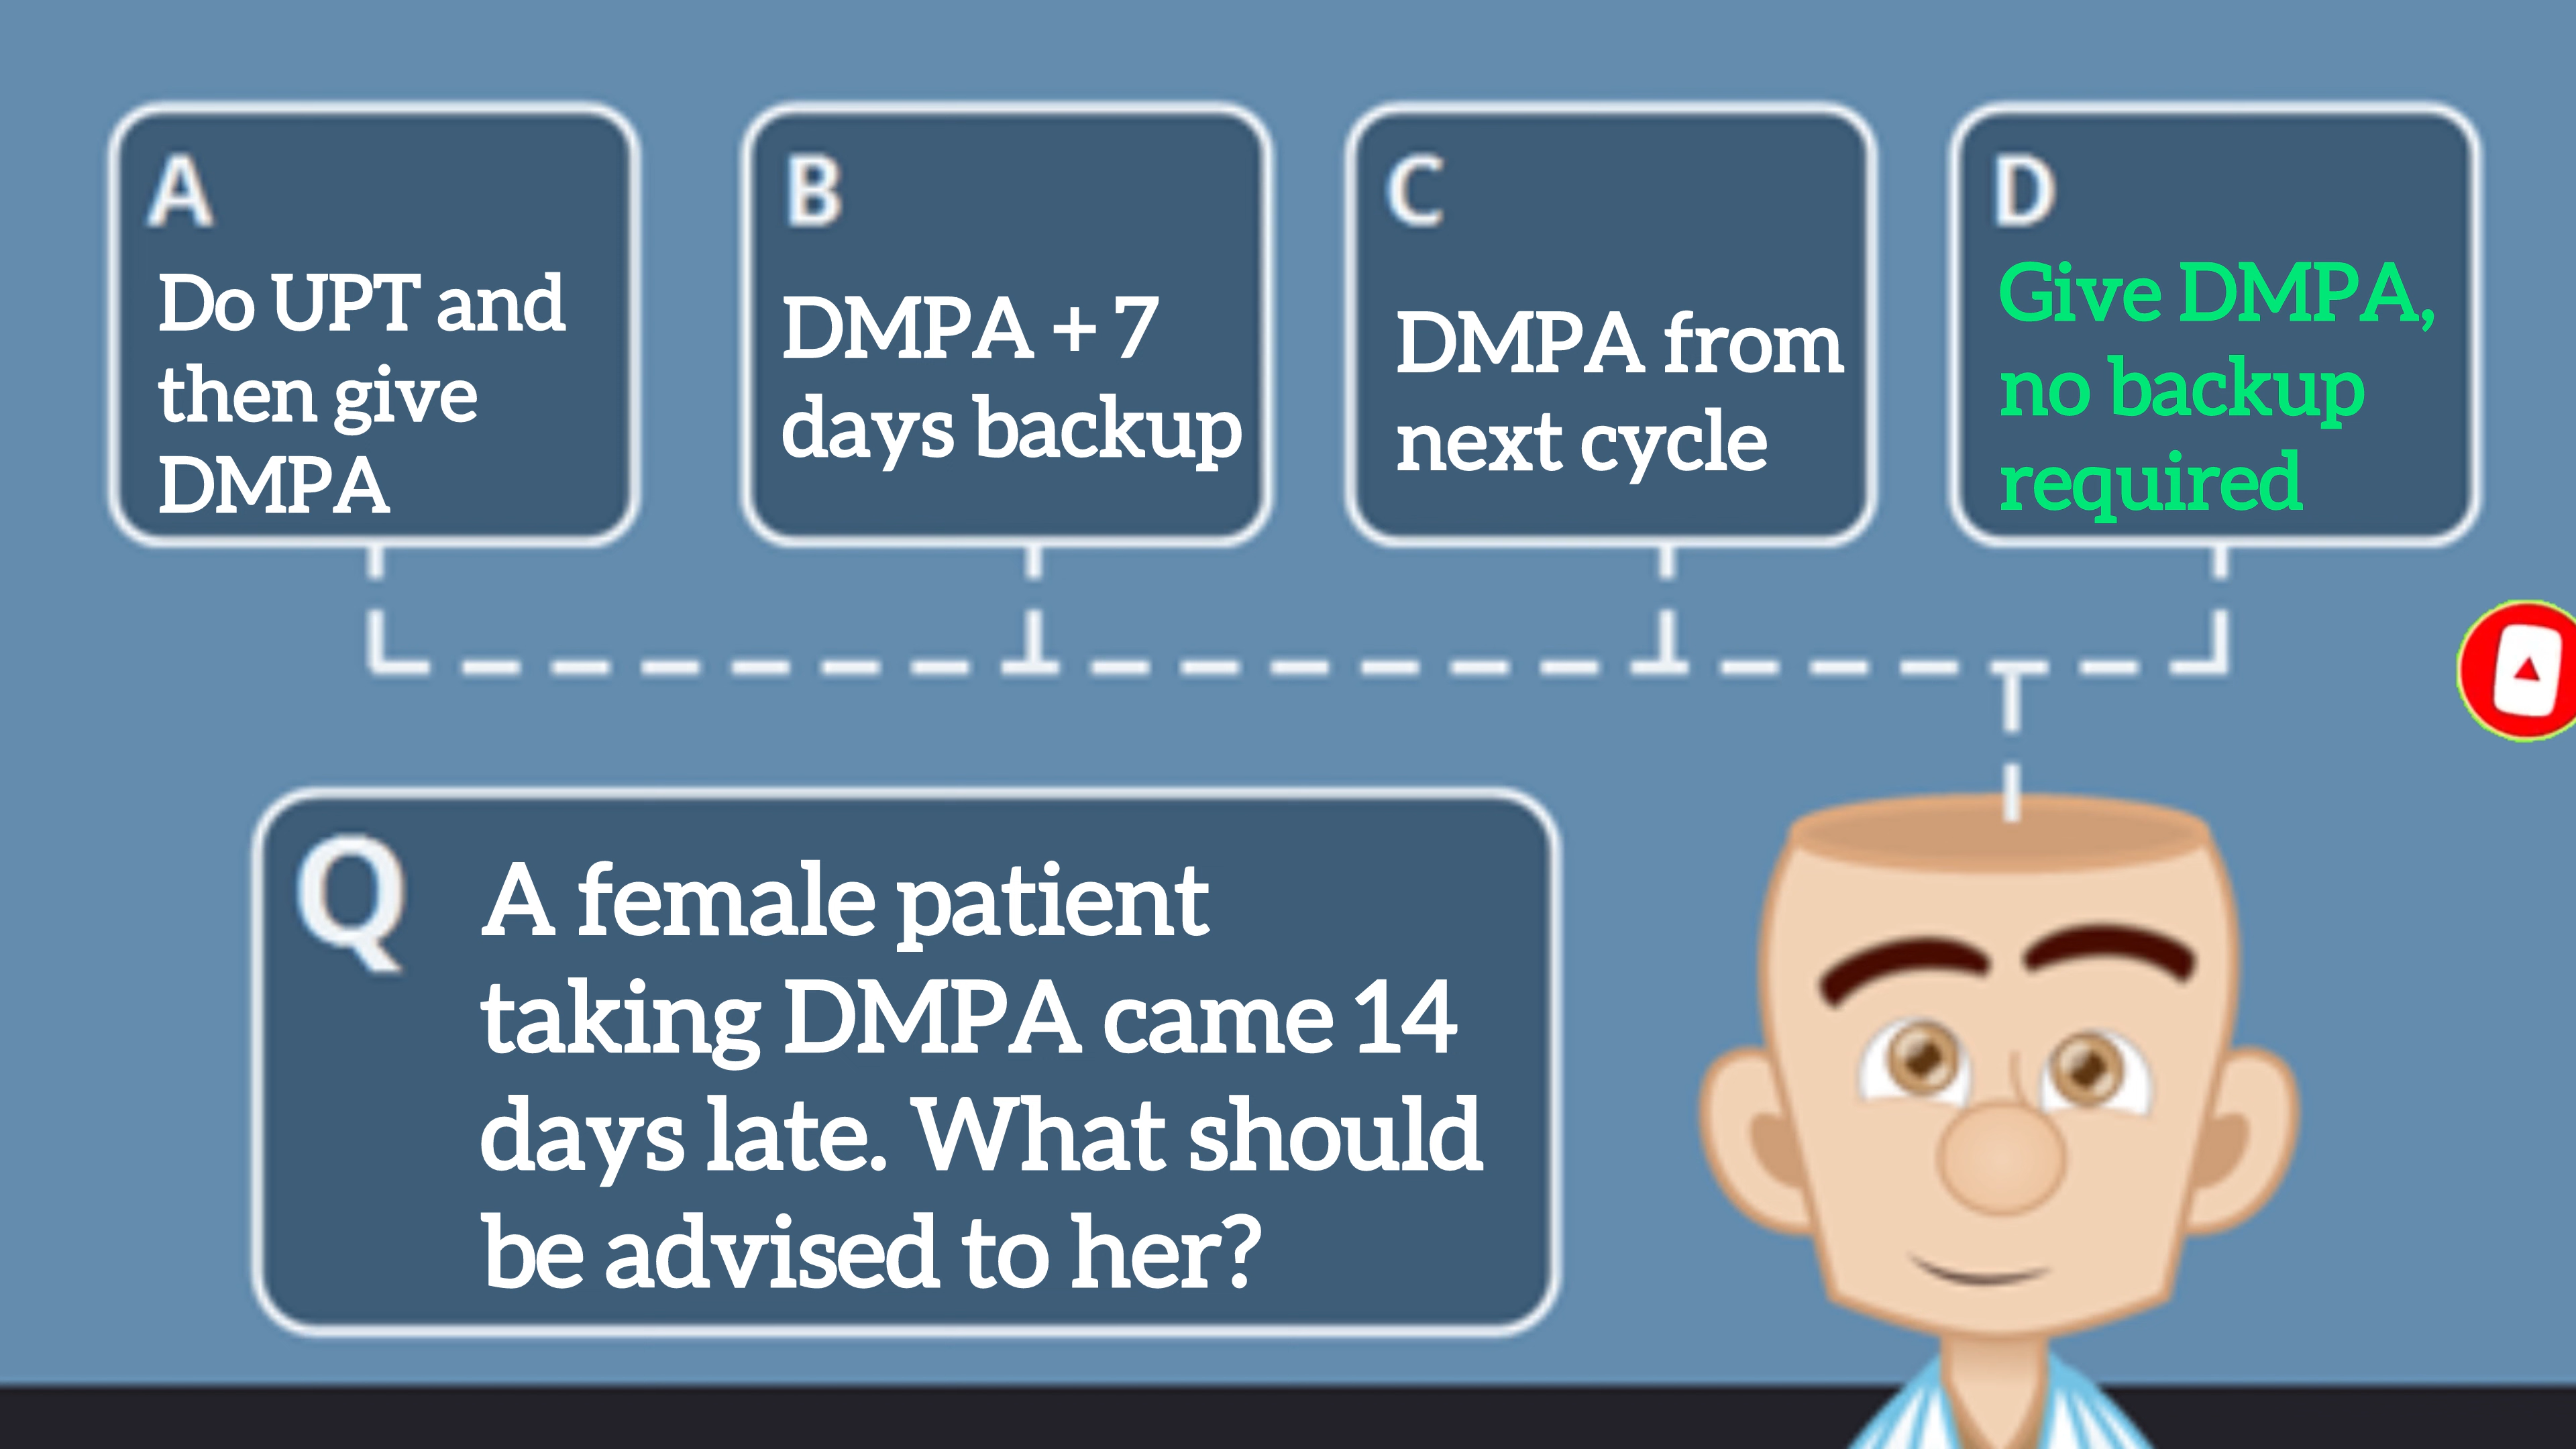 A
Do UPT and
then give
DMPA
B
DMPA + 7
days backup
C
DMPA from
next cycle
D
Give DMPA,
no backup
required
Q
A female patient
taking DMPA came 14
days late. What should
be advised to her?